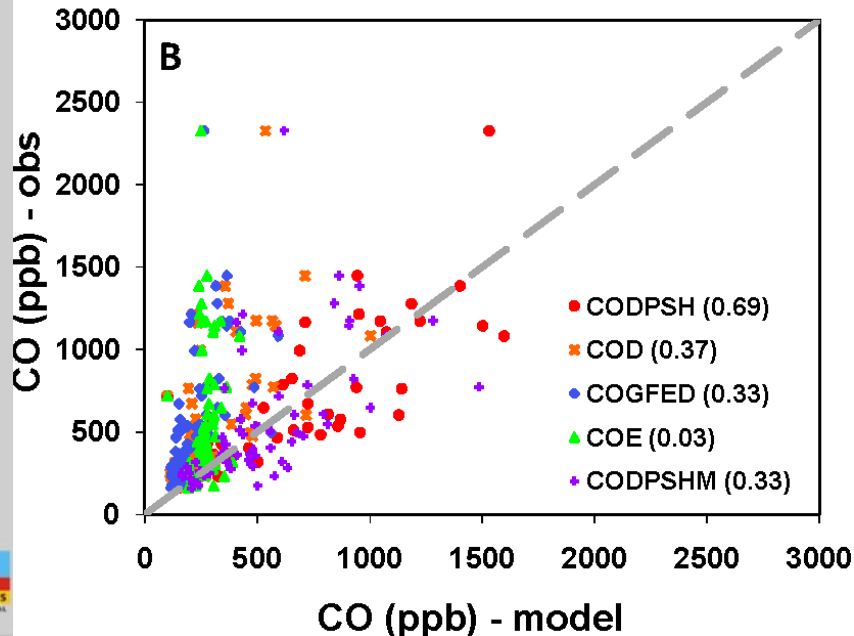 B
3000
2500
2000
1500
1000
500
0
CO (ppb) - obs
CODPSH (0.69)
COD (0.37)
COGFED (0.33)
COE (0.03)
CODPSHM (0.33)
0 500 1000 1500 2000 2500 3000
CO (ppb) - model